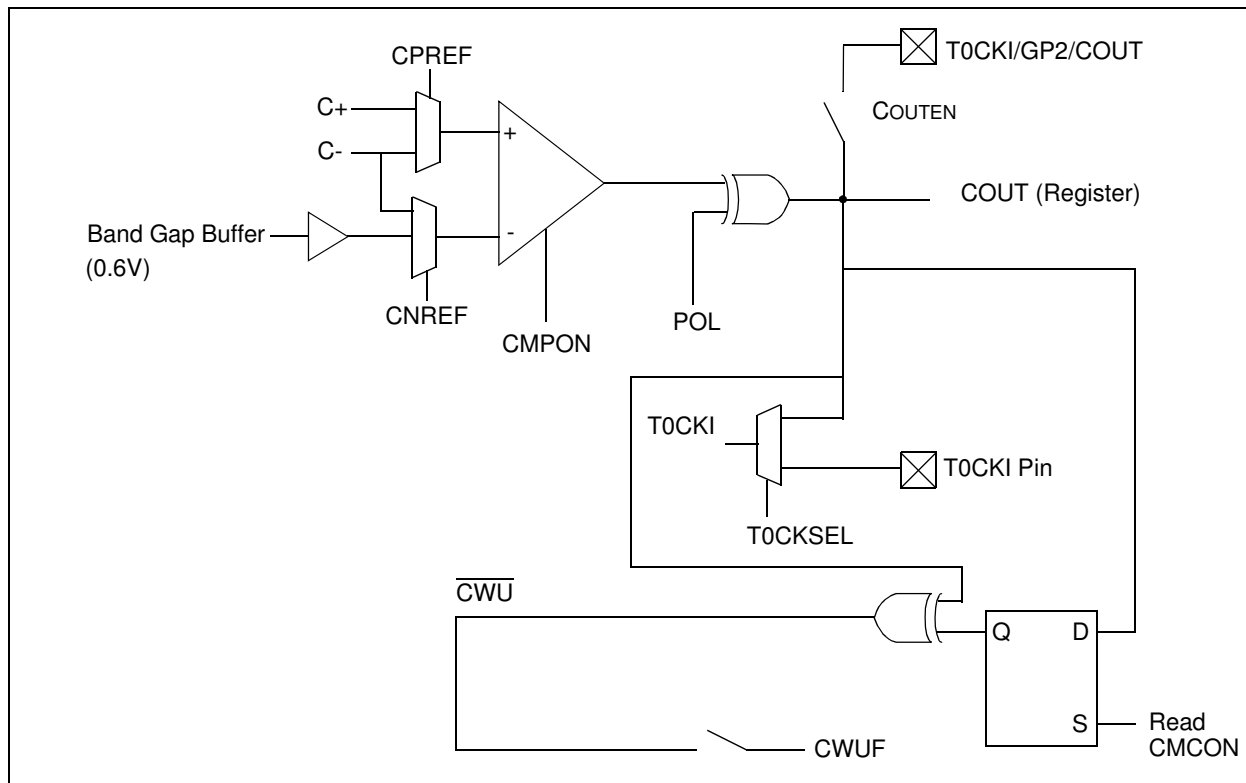 T0CKI/GP2/COUT
CPREF
C+
C-
COUTEN
+
-
COUT (Register)
Band Gap Buffer
(0.6V)
CNREF
POL
CMPON
T0CKI
T0CKI Pin
T0CKSEL
CWU
Q
D
S
Read
CMCON
CWUF